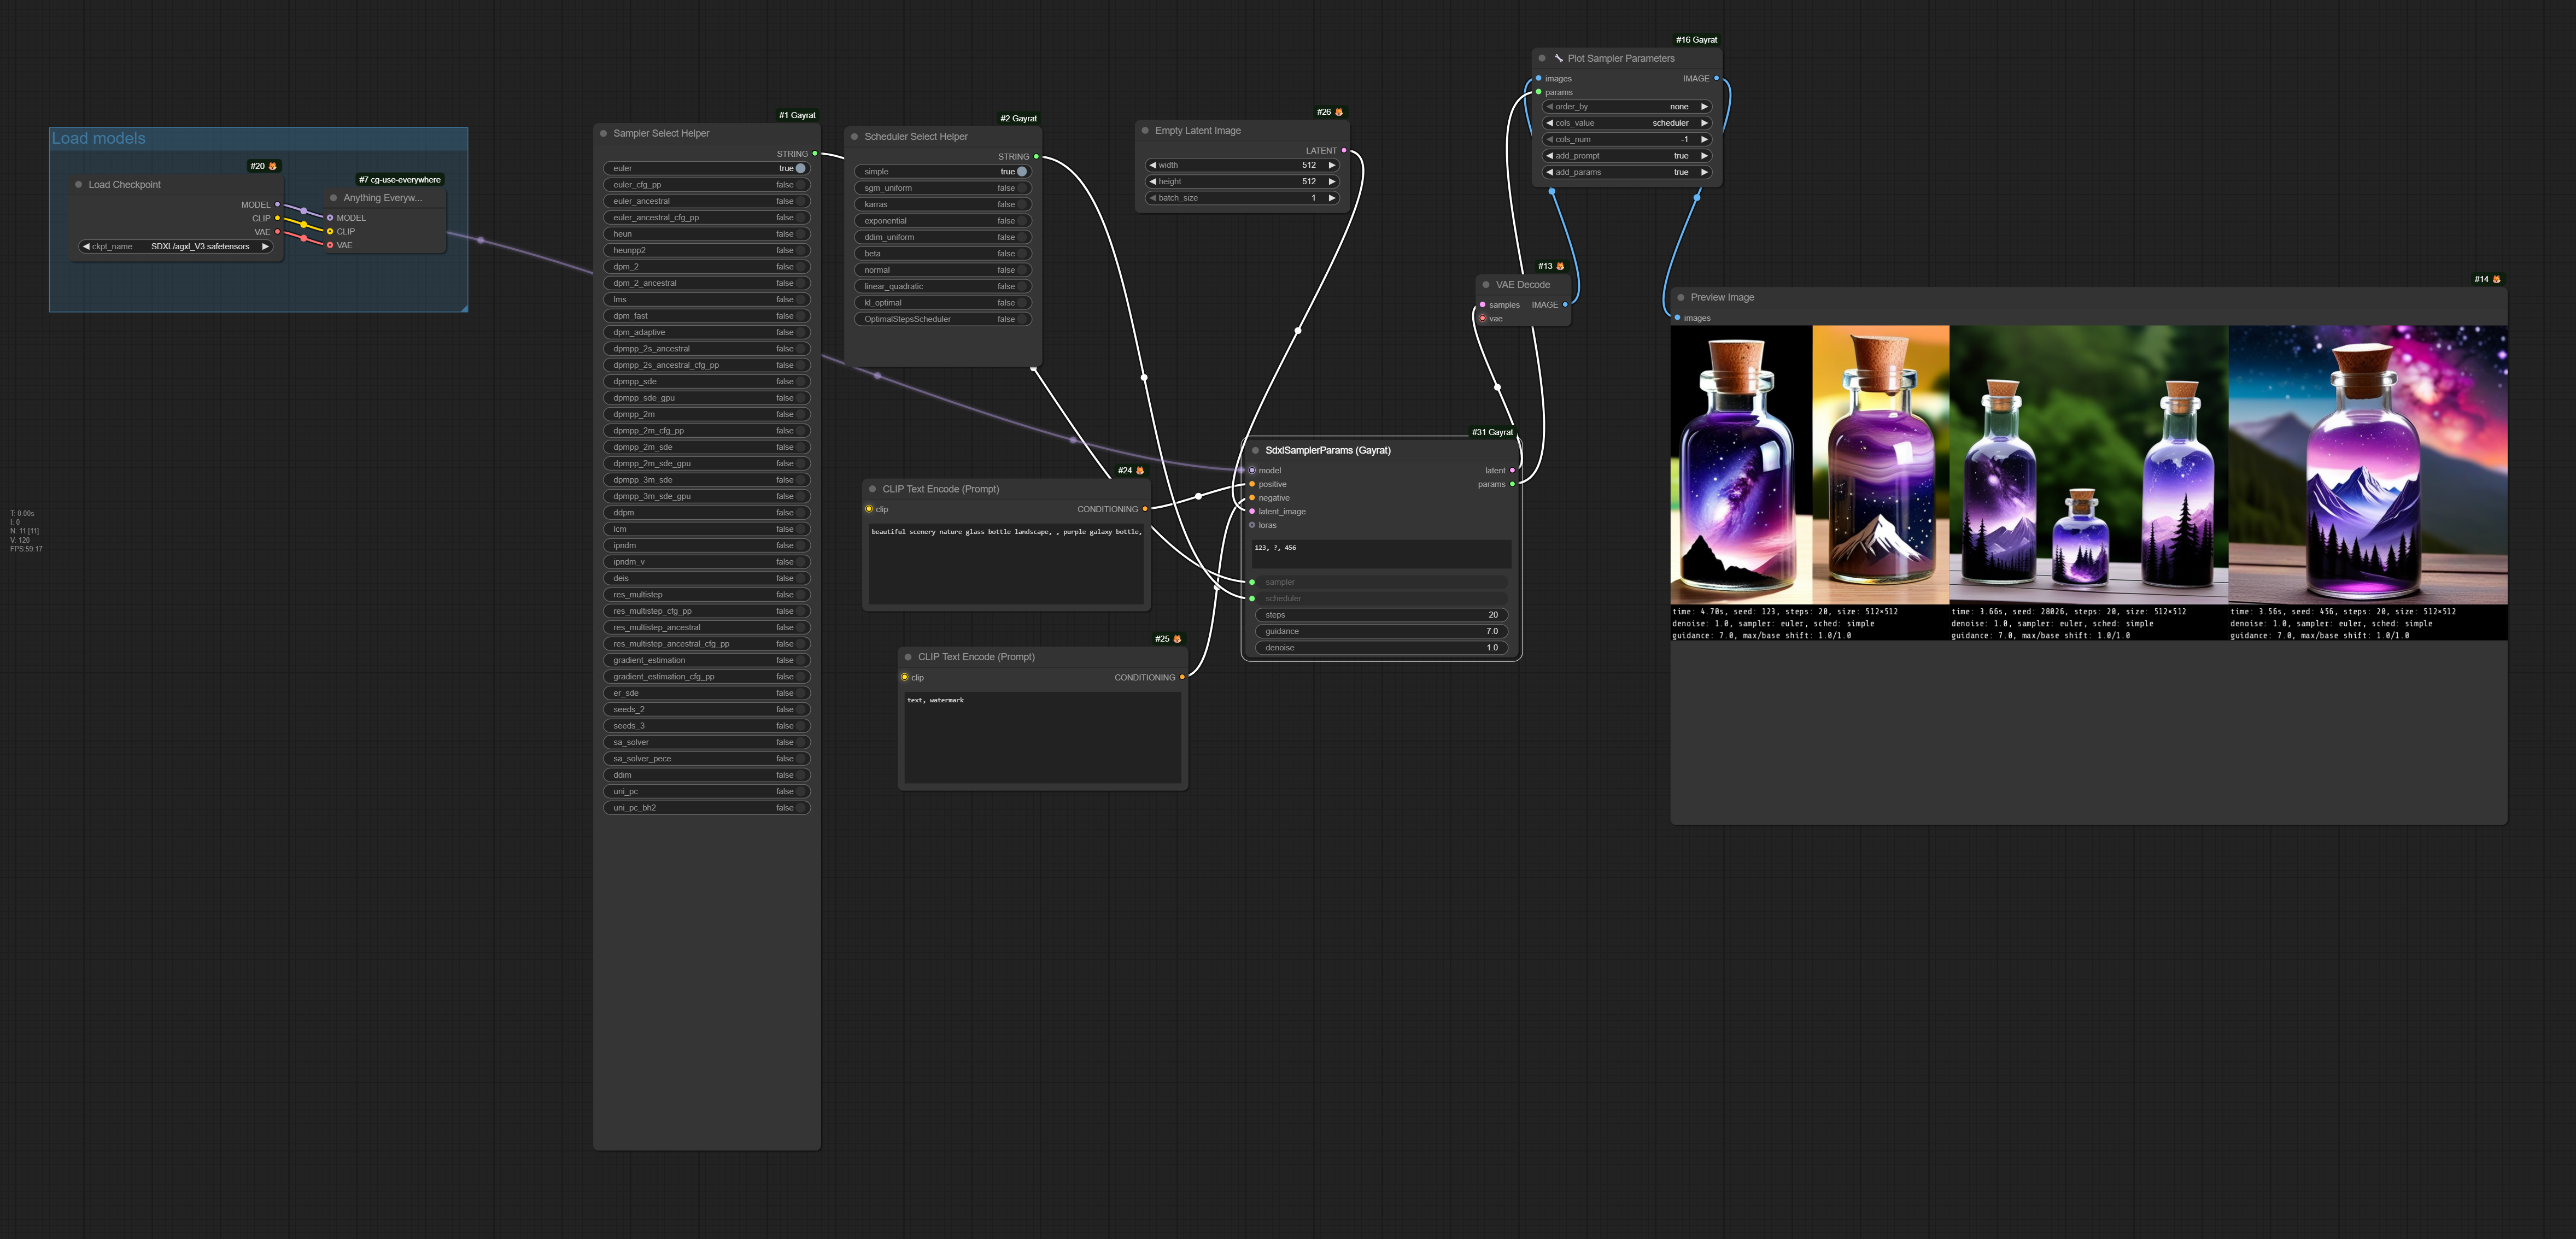 Load models
#20
Load Checkpoint
MODEL
CLIP
VAE
ckpt_name SDXL/agxl_V3.safetensors
#7 cg-use-everywhere
Anything Everyw...
MODEL
CLIP
VAE
T: 0.00s
I: 0
N: 11 [11]
V: 120
FPS:59.17
#1 Gayrat
Sampler Select Helper
STRING
euler true
euler_cfg_pp false
euler_ancestral false
euler_ancestral_cfg_pp false
heun false
heunpp2 false
dpm_2 false
dpm_2_ancestral false
lms false
dpm_fast false
dpm_adaptive false
dpmpp_2s_ancestral false
dpmpp_2s_ancestral_cfg_pp false
dpmpp_sde false
dpmpp_sde_gpu false
dpmpp_2m false
dpmpp_2m_cfg_pp false
dpmpp_2m_sde false
dpmpp_2m_sde_gpu false
dpmpp_3m_sde false
dpmpp_3m_sde_gpu false
ddpm false
lcm false
ipndm false
ipndm_v false
deis false
res_multistep false
res_multistep_cfg_pp false
res_multistep_ancestral false
res_multistep_ancestral_cfg_pp false
gradient_estimation false
gradient_estimation_cfg_pp false
er_sde false
seeds_2 false
seeds_3 false
sa_solver false
sa_solver_pece false
ddim false
uni_pc false
uni_pc_bh2 false
#2 Gayrat
Scheduler Select Helper
STRING
simple true
sgm_uniform false
karras false
exponential false
ddim_uniform false
beta false
normal false
linear_quadratic false
kl_optimal false
OptimalStepsScheduler false
#26
Empty Latent Image
LATENT
width 512
height 512
batch_size 1
#24
CLIP Text Encode (Prompt)
clip CONDITIONING
beautiful scenery nature glass bottle landscape, , purple galaxy bottle,
#25
CLIP Text Encode (Prompt)
clip CONDITIONING
text, watermark
#31 Gayrat
SdxlSamplerParams (Gayrat)
model latent
positive params
negative
latent_image
loras
123, ?, 456
sampler
scheduler
steps 20
guidance 7.0
denoise 1.0
#13
VAE Decode
samples IMAGE
vae
#16 Gayrat
Plot Sampler Parameters
images IMAGE
params
order_by none
cols_value scheduler
cols_num -1
add_prompt true
add_params true
#14
Preview Image
images
time: 4.70s, seed: 123, steps: 20, size: 512×512
denoise: 1.0, sampler: euler, sched: simple
guidance: 7.0, max/base shift: 1.0/1.0
time: 3.66s, seed: 28026, steps: 20, size: 512×512
denoise: 1.0, sampler: euler, sched: simple
guidance: 7.0, max/base shift: 1.0/1.0
time: 3.56s, seed: 456, steps: 20, size: 512×512
denoise: 1.0, sampler: euler, sched: simple
guidance: 7.0, max/base shift: 1.0/1.0